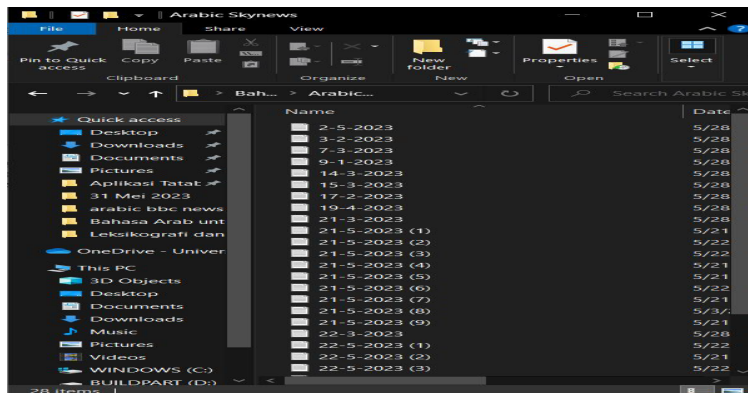 Arabic Skynews
File Home Share View
Pin to Quick access Copy Paste New folder Properties Select
Clipboard Organize New Open
Bah... > Arabic... Search Arabic Sk
Name Date
Quick access
Desktop
Downloads
Documents
Pictures
Aplikasi Tatat
31 Mei 2023
arabic bbc news
Bahasa Arab unt
Leksikografi dan
OneDrive - Univer
This PC
3D Objects
Desktop
Documents
Downloads
Music
Pictures
Videos
WINDOWS (C:)
BUILDPART (D:)
2-5-2023 5/28
3-2-2023 5/28
7-3-2023 5/28
9-1-2023 5/28
14-3-2023 5/28
15-3-2023 5/28
17-2-2023 5/28
19-4-2023 5/28
21-3-2023 5/28
21-5-2023 (1) 5/21
21-5-2023 (2) 5/22
21-5-2023 (3) 5/22
21-5-2023 (4) 5/21
21-5-2023 (5) 5/21
21-5-2023 (6) 5/22
21-5-2023 (7) 5/21
21-5-2023 (8) 5/3/
21-5-2023 (9) 5/21
22-3-2023 5/28
22-5-2023 (1) 5/22
22-5-2023 (2) 5/21
22-5-2023 (3) 5/22
28 items